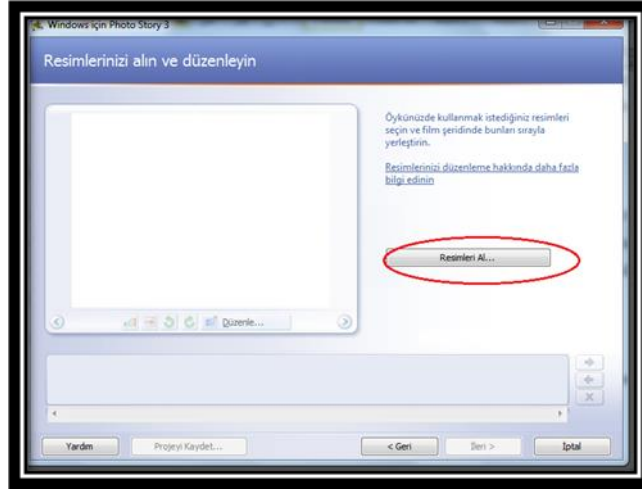 Windows için Photo Story 3
Resimlerinizi alın ve düzenleyin
Öykünüzde kullanmak istediğiniz resimleri
seçin ve film şeridinde bunları sırayla
yerleştirin.
Resimlerinizi düzenleme hakkında daha fazla
bilgi edinin
Resimleri Al...
Düzenle...
Yardım
Projeyi Kaydet...
< Geri
İleri >
İptal